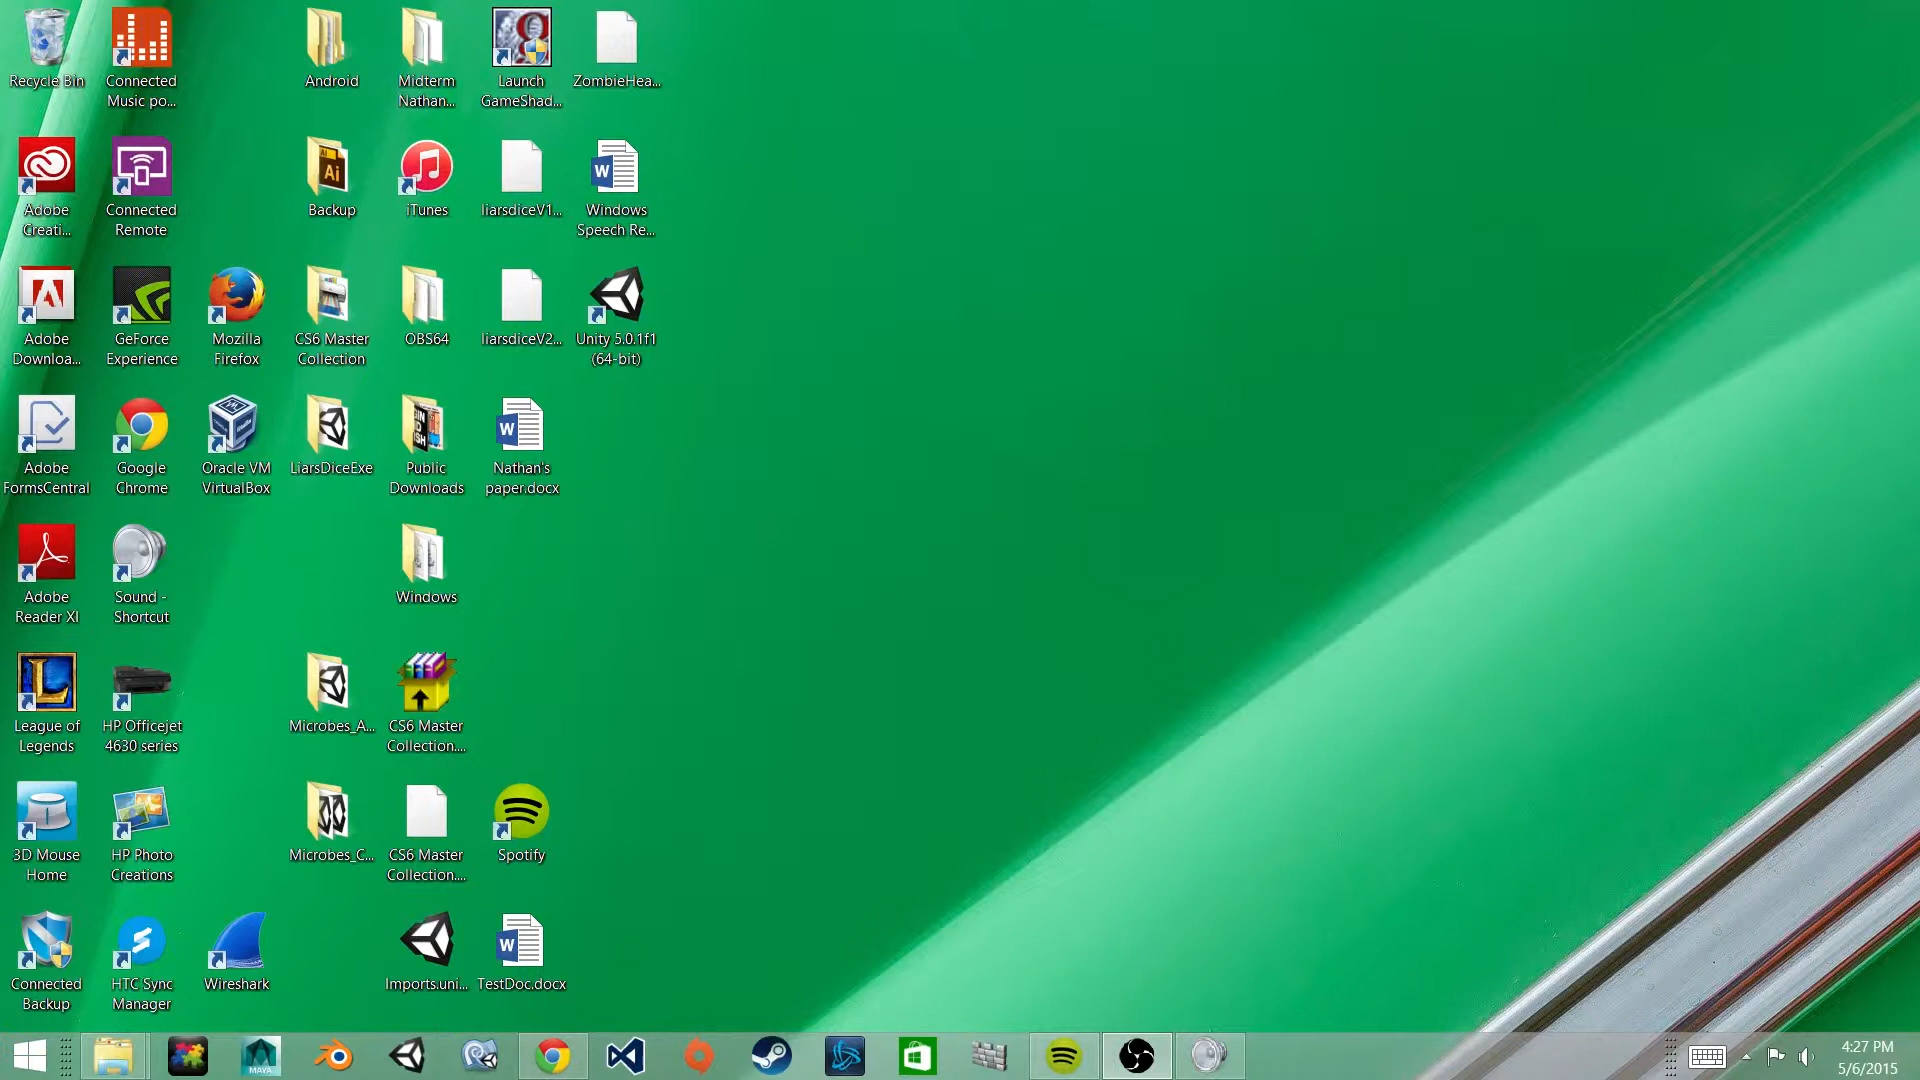 Recycle Bin
Connected
Music po...
Android
Midterm
Nathan...
Launch
GameShad...
ZombieHea...
Adobe
Creati...
Connected
Remote
Backup
iTunes
liarsdiceV1...
Windows
Speech Re...
Adobe
Downloa...
GeForce
Experience
Mozilla
Firefox
CS6 Master
Collection
OBS64
liarsdiceV2...
Unity 5.0.1f1
(64-bit)
Adobe
FormsCentral
Google
Chrome
Oracle VM
VirtualBox
LiarsDiceExe
Public
Downloads
Nathan's
paper.docx
Adobe
Reader XI
Sound -
Shortcut
Windows
League of
Legends
HP Officejet
4630 series
Microbes_A...
CS6 Master
Collection....
3D Mouse
Home
HP Photo
Creations
Microbes_C...
CS6 Master
Collection....
Spotify
Connected
Backup
HTC Sync
Manager
Wireshark
Imports.uni...
TestDoc.docx
MAYA
4:27 PM
5/6/2015